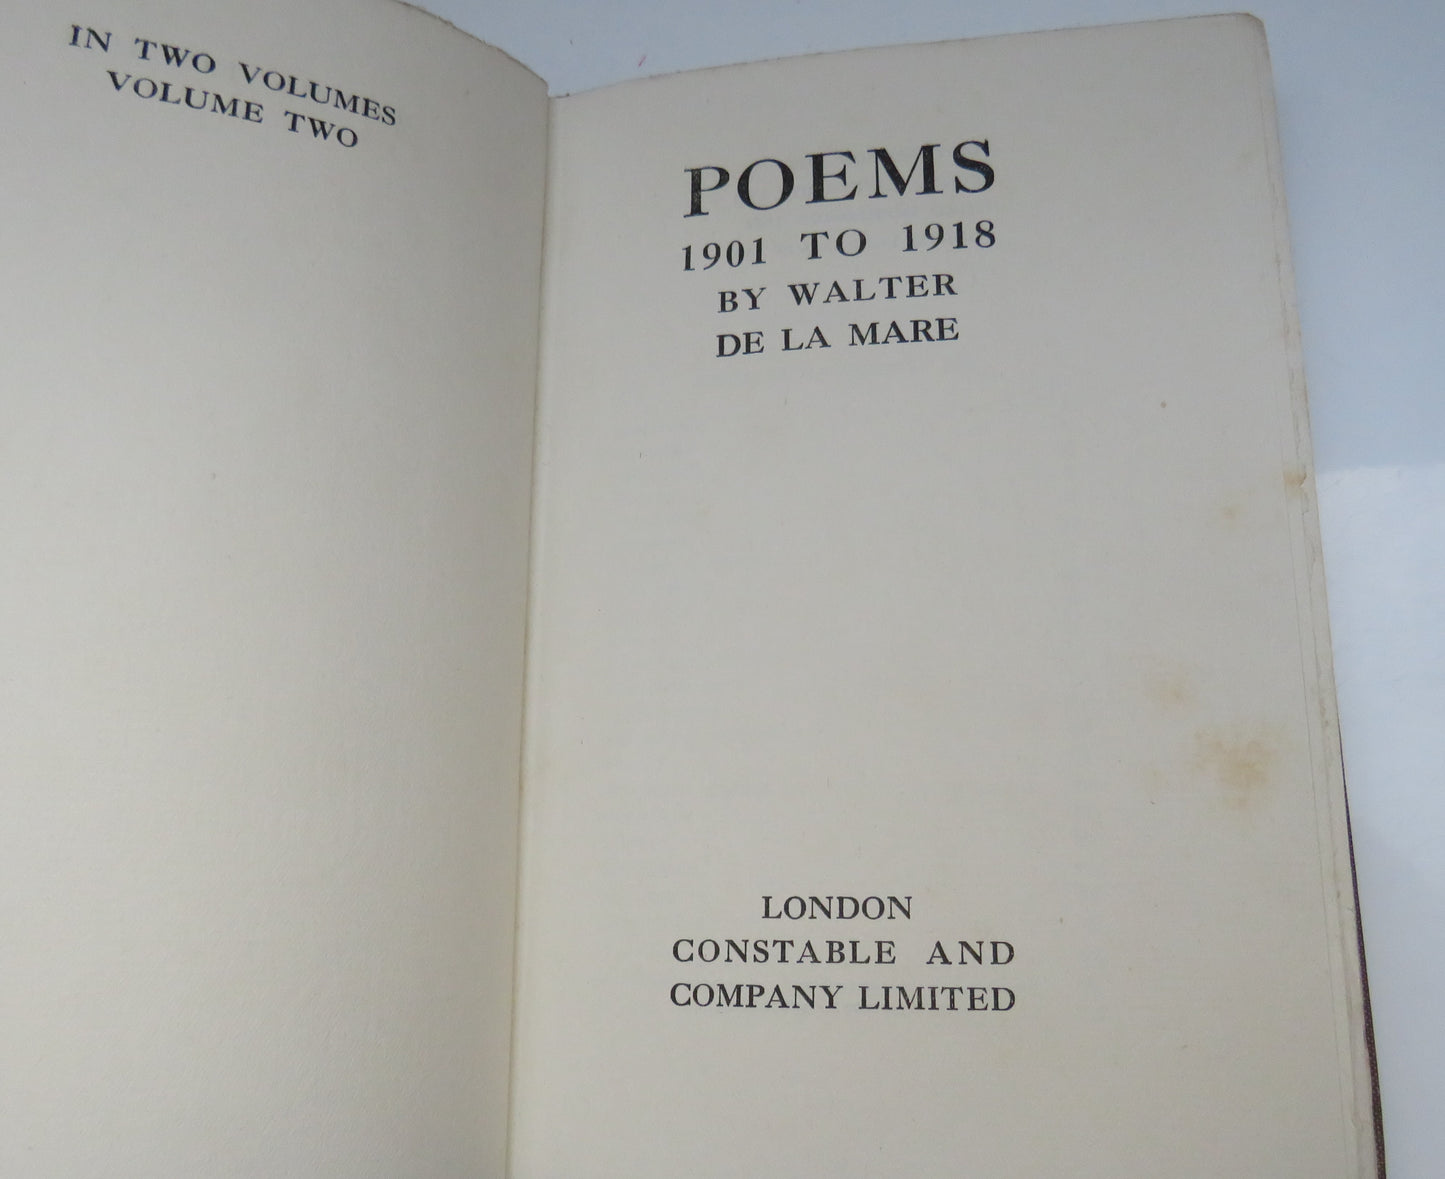 IN TWO VOLUMES
VOLUME TWO
POEMS
1901 TO 1918
BY WALTER
DE LA MARE
LONDON
CONSTABLE AND
COMPANY LIMITED